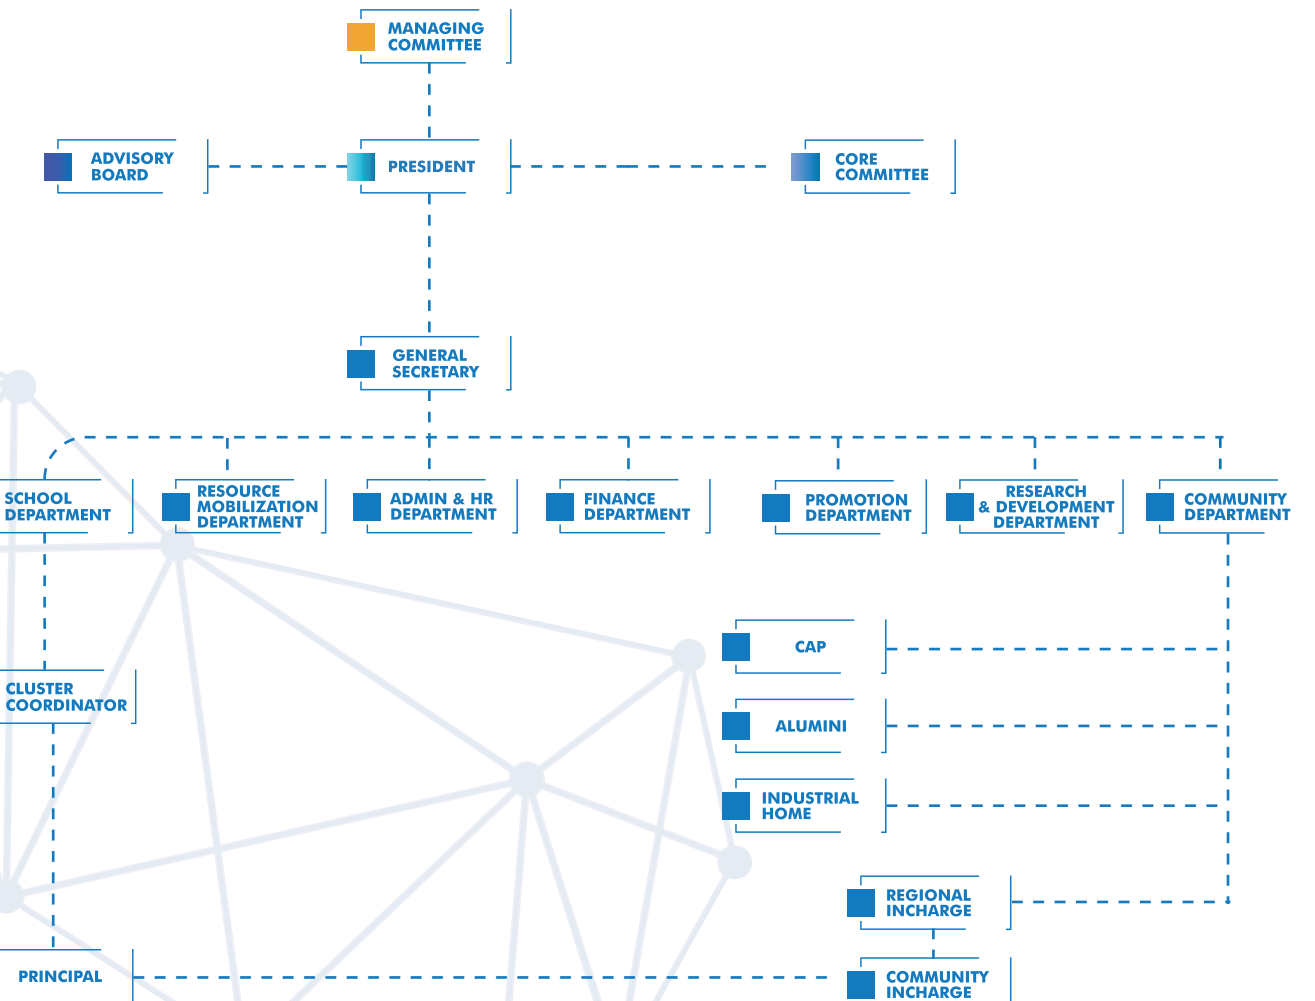 MANAGING
COMMITTEE
ADVISORY
BOARD
PRESIDENT
CORE
COMMITTEE
GENERAL
SECRETARY
SCHOOL
DEPARTMENT
RESOURCE
MOBILIZATION
DEPARTMENT
ADMIN & HR
DEPARTMENT
FINANCE
DEPARTMENT
PROMOTION
DEPARTMENT
RESEARCH
& DEVELOPMENT
DEPARTMENT
COMMUNITY
DEPARTMENT
CAP
CLUSTER
COORDINATOR
ALUMINI
INDUSTRIAL
HOME
REGIONAL
INCHARGE
PRINCIPAL
COMMUNITY
INCHARGE